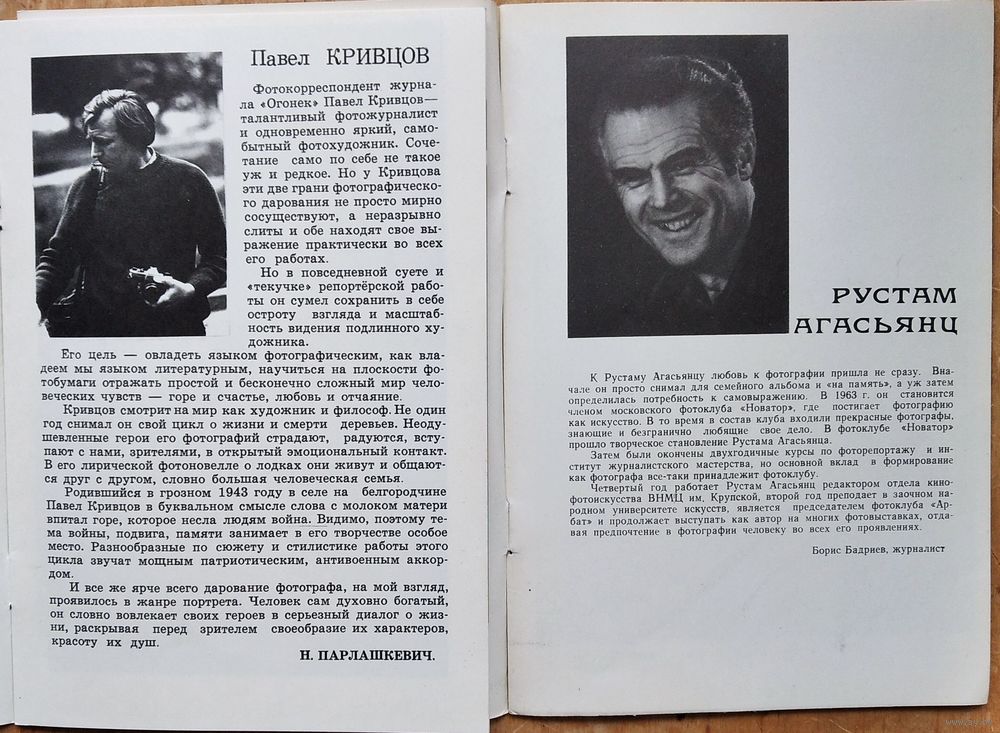 Павел КРИВЦОВ
Фотокорреспондент журна-
ла «Огонек» Павел Кривцов—
талантливый фотожурналист
и одновременно яркий, само-
бытный фотохудожник. Соче-
тание само по себе не такое
уж и редкое. Но у Кривцова
эти две грани фотографическо-
го дарования не просто мирно
сосуществуют, а неразрывно
слиты и обе находят свое вы-
ражение практически во всех
его работах.
Но в повседневной суете и
«текучке» репортёрской рабо-
ты он сумел сохранить в себе
остроту взгляда и масштаб-
ность видения подлинного ху-
дожника.
Его цель — овладеть языком фотографическим, как вла-
деем мы языком литературным, научиться на плоскости фо-
тобумаги отражать простой и бесконечно сложный мир чело-
веческих чувств — горе и счастье, любовь и отчаяние.
Кривцов смотрит на мир как художник и философ. Не один
год снимал он свой цикл о жизни и смерти деревьев. Неоду-
шевленные герои его фотографий страдают, радуются, всту-
пают с нами, зрителями, в открытый эмоциональный контакт.
В его лирической фотоновелле о лодках они живут и общают-
ся друг с другом, словно большая человеческая семья.
Родившийся в грозном 1943 году в селе на белгородчине
Павел Кривцов в буквальном смысле слова с молоком матери
впитал горе, которое несла людям война. Видимо, поэтому те-
ма войны, подвига, памяти занимает в его творчестве особое
место. Разнообразные по сюжету и стилистике работы этого
цикла звучат мощным патриотическим, антивоенным аккор-
дом.
И все же ярче всего дарование фотографа, на мой взгляд,
проявилось в жанре портрета. Человек сам духовно богатый,
он словно вовлекает своих героев в серьезный диалог о жиз-
ни, раскрывая перед зрителем своеобразие их характеров,
красоту их душ.
Н. ПАРЛАШКЕВИЧ.
РУСТАМ
АГАСЬЯНЦ
К Рустаму Агасьянцу любовь к фотографии пришла не сразу. Вна-
чале он просто снимал для семейного альбома и «на память», а уж затем
определилась потребность к самовыражению. В 1963 г. он становится
членом московского фотоклуба «Новатор», где постигает фотографию
как искусство. В то время в состав клуба входили прекрасные фотографы,
знающие и безгранично любящие свое дело. В фотоклубе «Новатор»
прошло творческое становление Рустама Агасьянца.
Затем были окончены двухгодичные курсы по фоторепортажу и ин-
ститут журналистского мастерства, но основной вклад в формирование
как фотографа все-таки принадлежит фотоклубу.
Четвертый год работает Рустам Агасьянц редактором отдела кино-
фотоискусства ВНМЦ им. Крупской, второй год преподает в заочном на-
родном университете искусств, является председателем фотоклуба «Ар-
бат» и продолжает выступать как автор на многих фотовыставках, отда-
вая предпочтение в фотографии человеку во всех его проявлениях.
Борис Бадриев, журналист